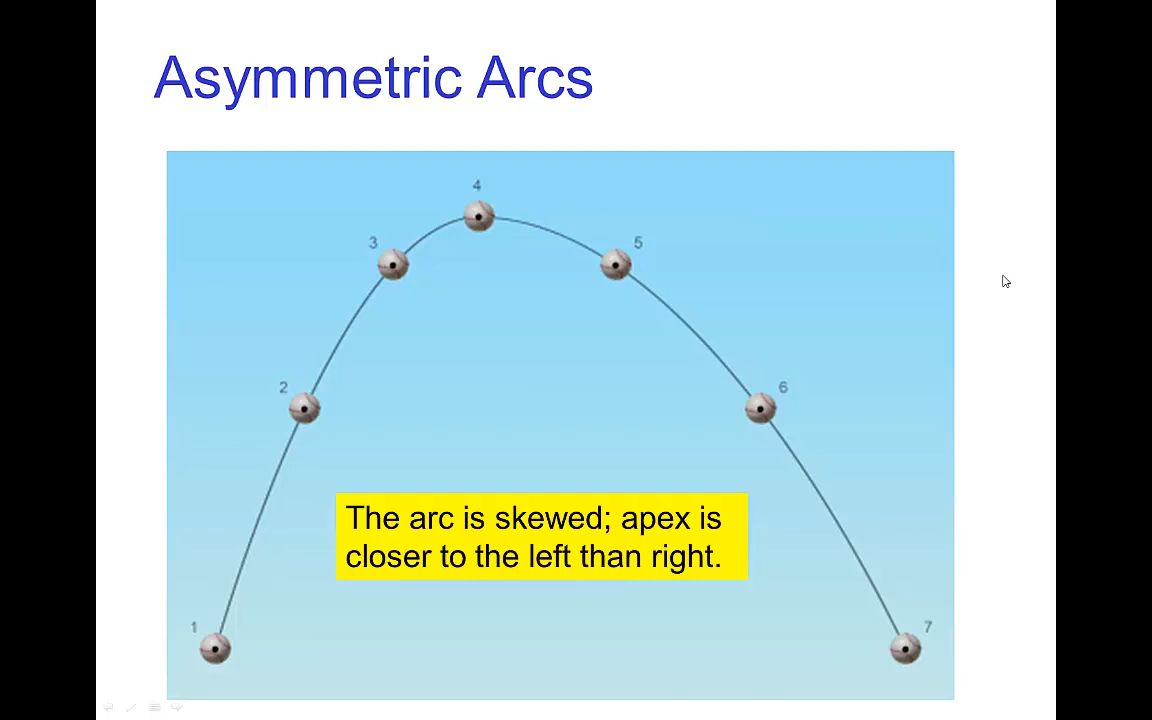 Asymmetric Arcs
4
3
5
2
6
The arc is skewed; apex is
closer to the left than right.
1
7